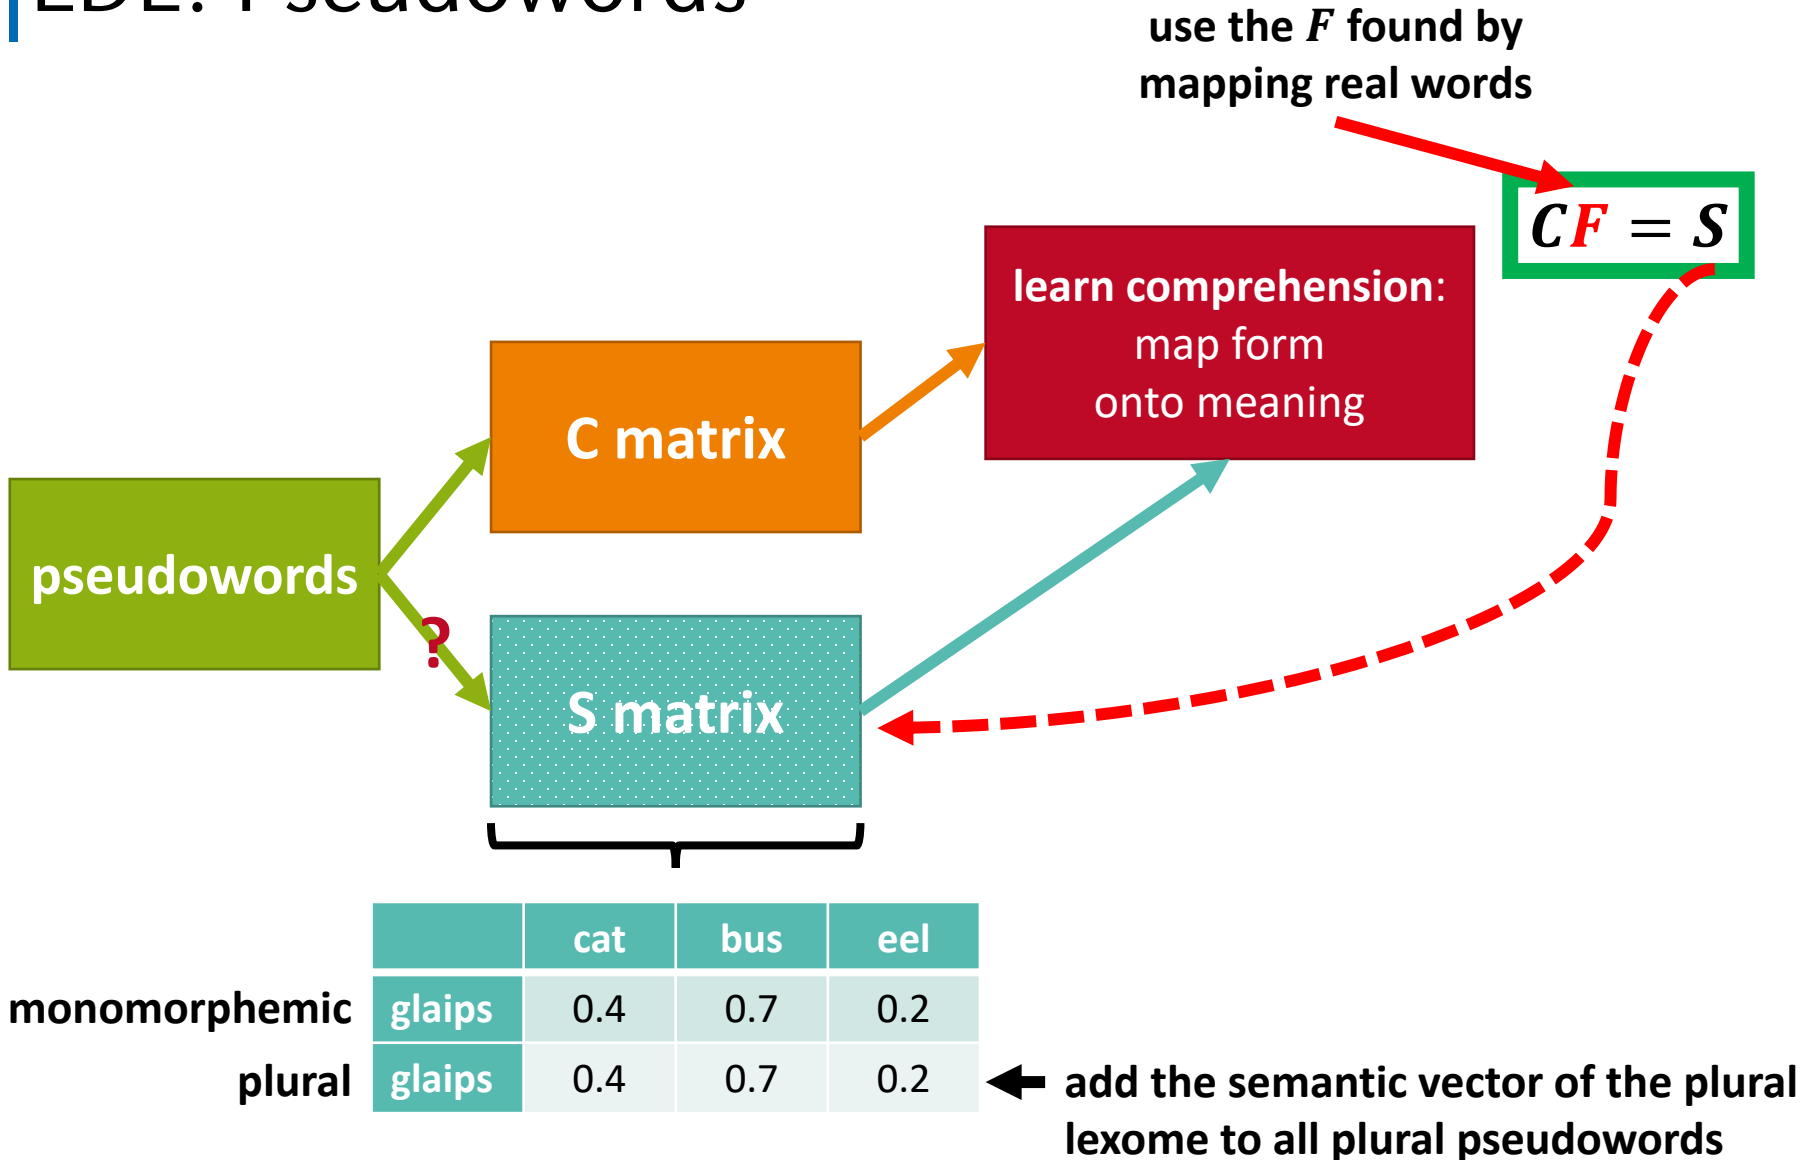 LDL: Pseudowords
use the F found by
mapping real words
CF = S
learn comprehension:
map form
onto meaning
C matrix
pseudowords
?
S matrix
cat bus eel
monomorphemic glaips 0.4 0.7 0.2
plural glaips 0.4 0.7 0.2
add the semantic vector of the plural
lexome to all plural pseudowords